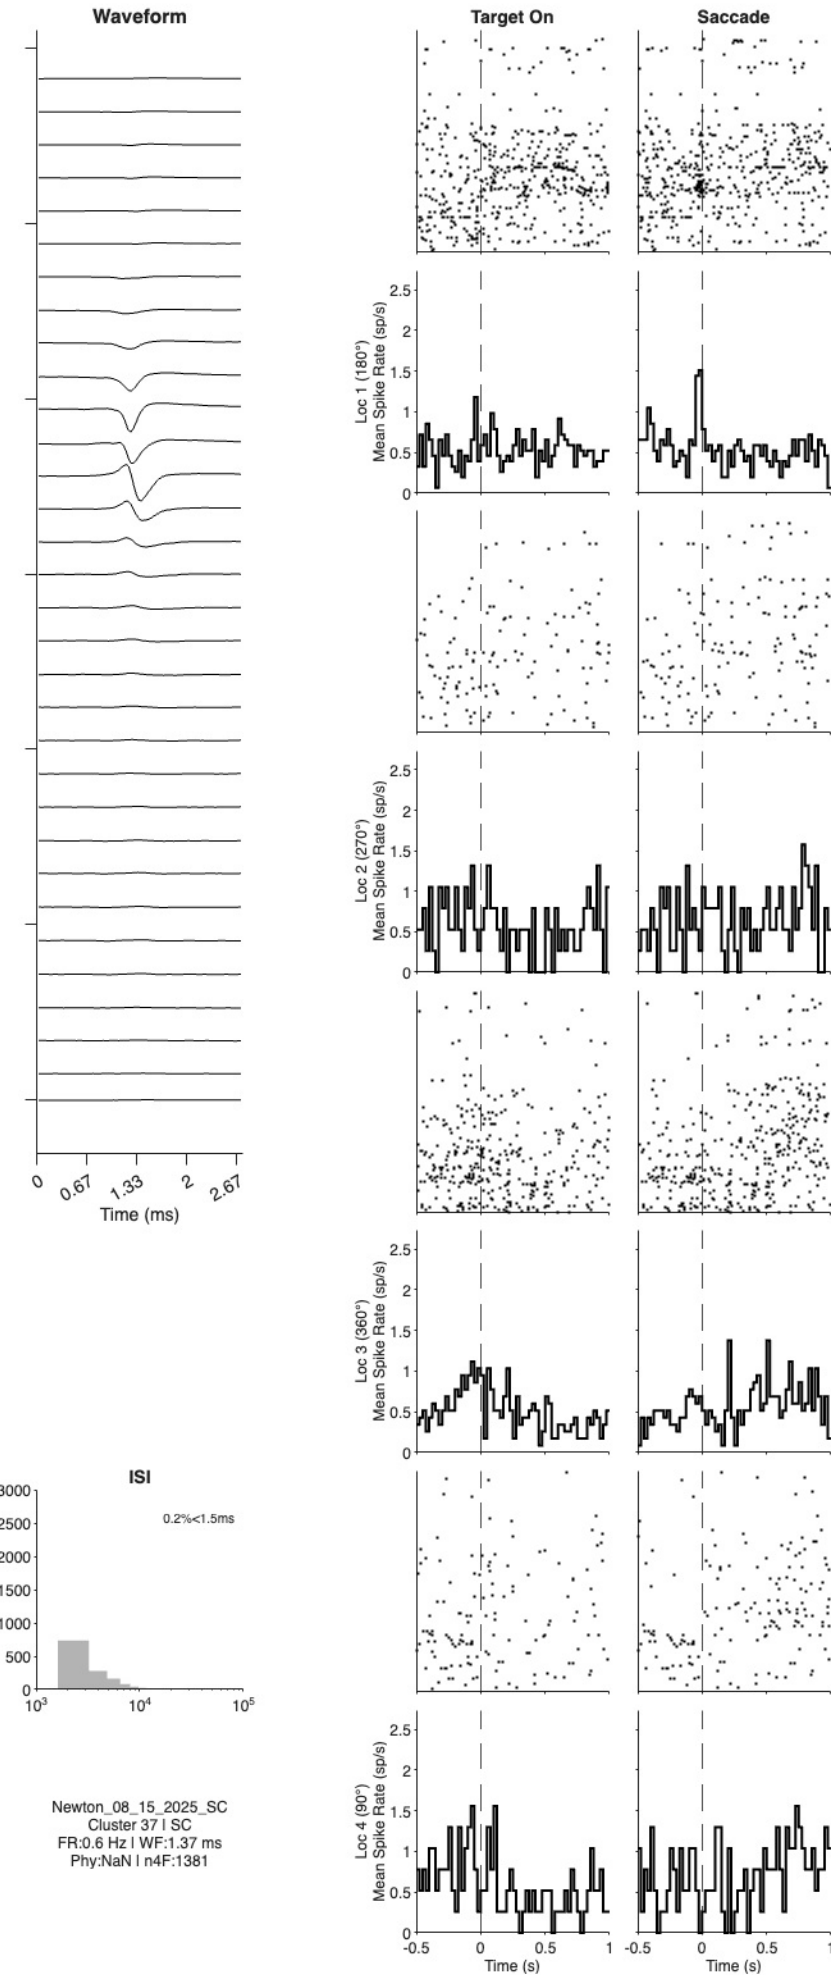 Waveform
Target On
Saccade
2.5
2
1.5
1
0.5
0
Loc 1 (180°)
Mean Spike Rate (sp/s)
2.5
2
1.5
1
0.5
0
Loc 2 (270°)
Mean Spike Rate (sp/s)
0
0.67
1.33
2
2.67
Time (ms)
2.5
2
1.5
1
0.5
0
Loc 3 (360°)
Mean Spike Rate (sp/s)
ISI
3000
2500
2000
1500
1000
500
0
0.2%<1.5ms
10³
10⁴
10⁵
2.5
2
1.5
1
0.5
0
Loc 4 (90°)
Mean Spike Rate (sp/s)
Newton_08_15_2025_SC
Cluster 37 | SC
FR:0.6 Hz | WF:1.37 ms
Phy:NaN | n4F:1381
-0.5 0 0.5 1
Time (s)
-0.5 0 0.5 1
Time (s)